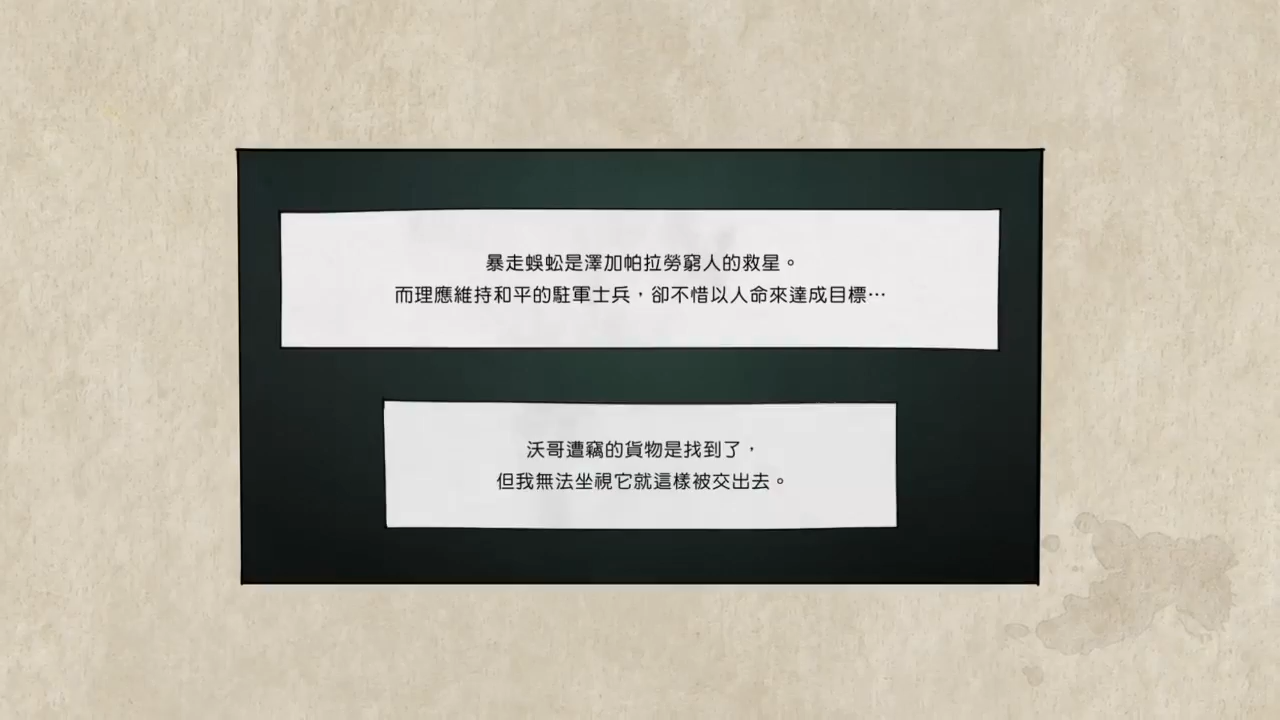 暴走蜈蚣是澤加帕拉勞窮人的救星。
而理應維持和平的駐軍士兵，卻不惜以人命來達成目標…
沃哥遭竊的貨物是找到了，
但我無法坐視它就這樣被交出去。